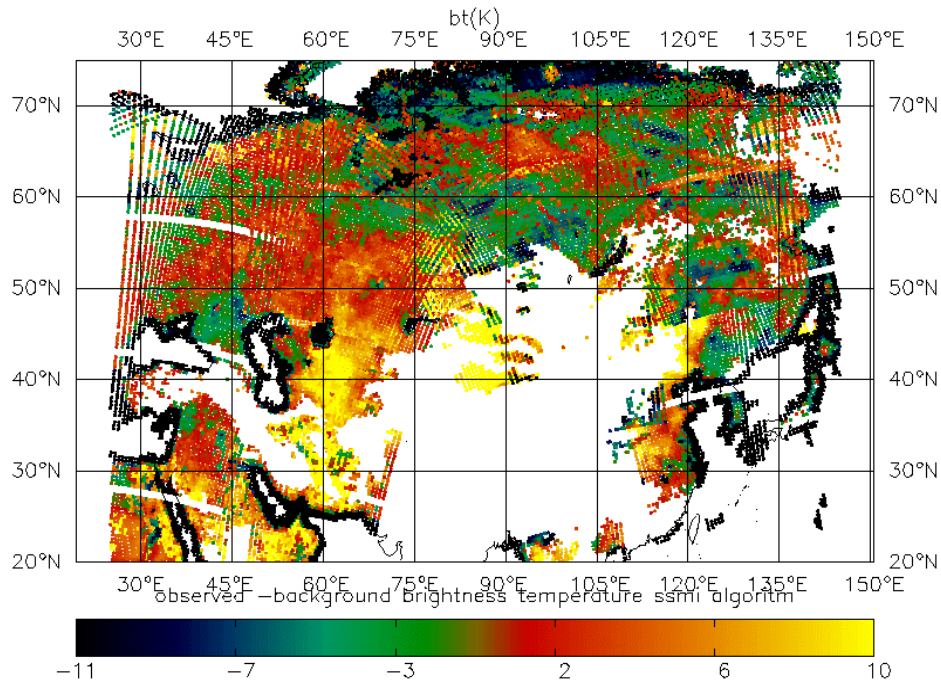 bt(K)
30°E 45°E 60°E 75°E 90°E 105°E 120°E 135°E 150°E
70°N 70°N
60°N 60°N
50°N 50°N
40°N 40°N
30°N 30°N
20°N 20°N
30°E 45°E 60°E 75°E 90°E 105°E 120°E 135°E 150°E
observed -background brightness temperature ssmi algoritm
-11 -7 -3 2 6 10